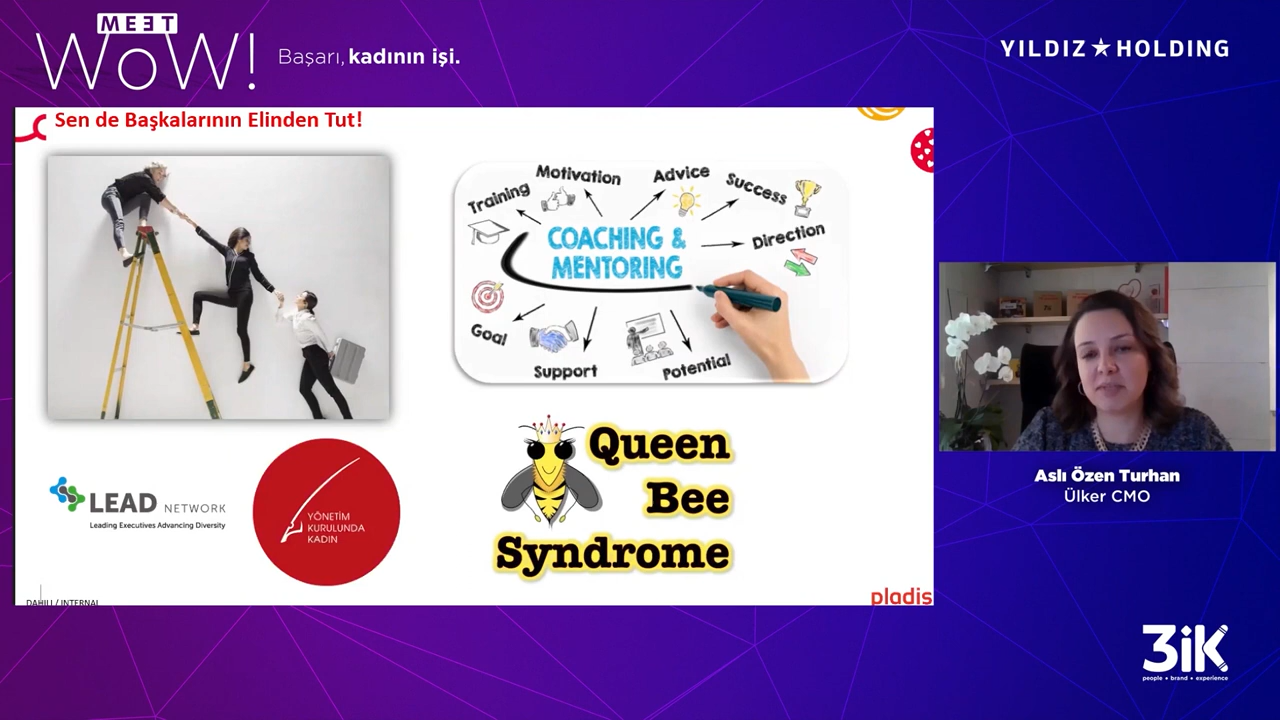 MEET
WoW!
Başarı, kadının işi.
YILDIZ HOLDING
Sen de Başkalarının Elinden Tut!
Training
Motivation
Advice
Success
Direction
COACHING &
MENTORING
Goal
Support
Potential
LEAD NETWORK
Leading Executives Advancing Diversity
YÖNETİM
KURULUNDA
KADIN
Queen
Bee
Syndrome
DAHILI / INTERNAL
pladis
Aslı Özen Turhan
Ülker CMO
3iK
people • brand • experience